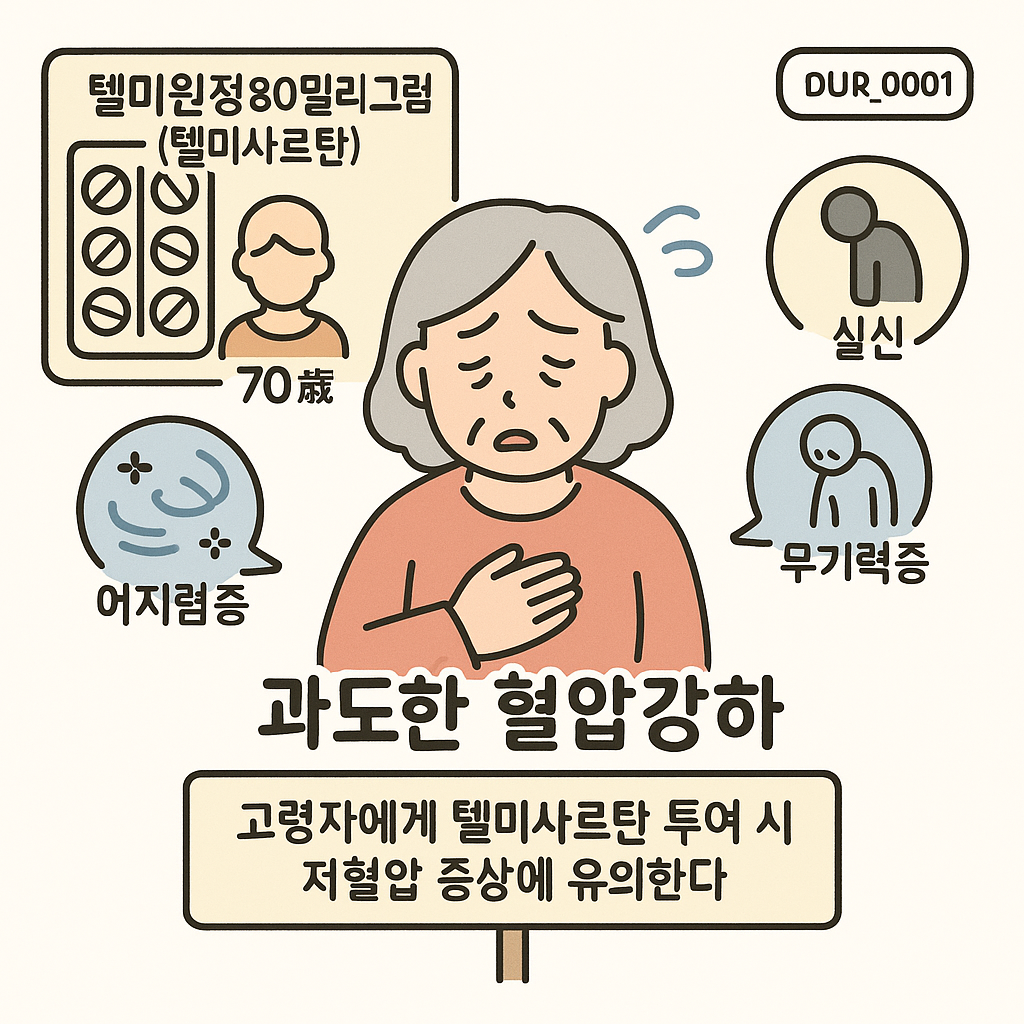 텔미원정80밀리그럼
(텔미사르탄)
70歳
DUR_0001
실신
어지렴증
무기력증
과도한 혈압강하
고령자에게 텔미사르탄 투여 시
저혈압 증상에 유의한다